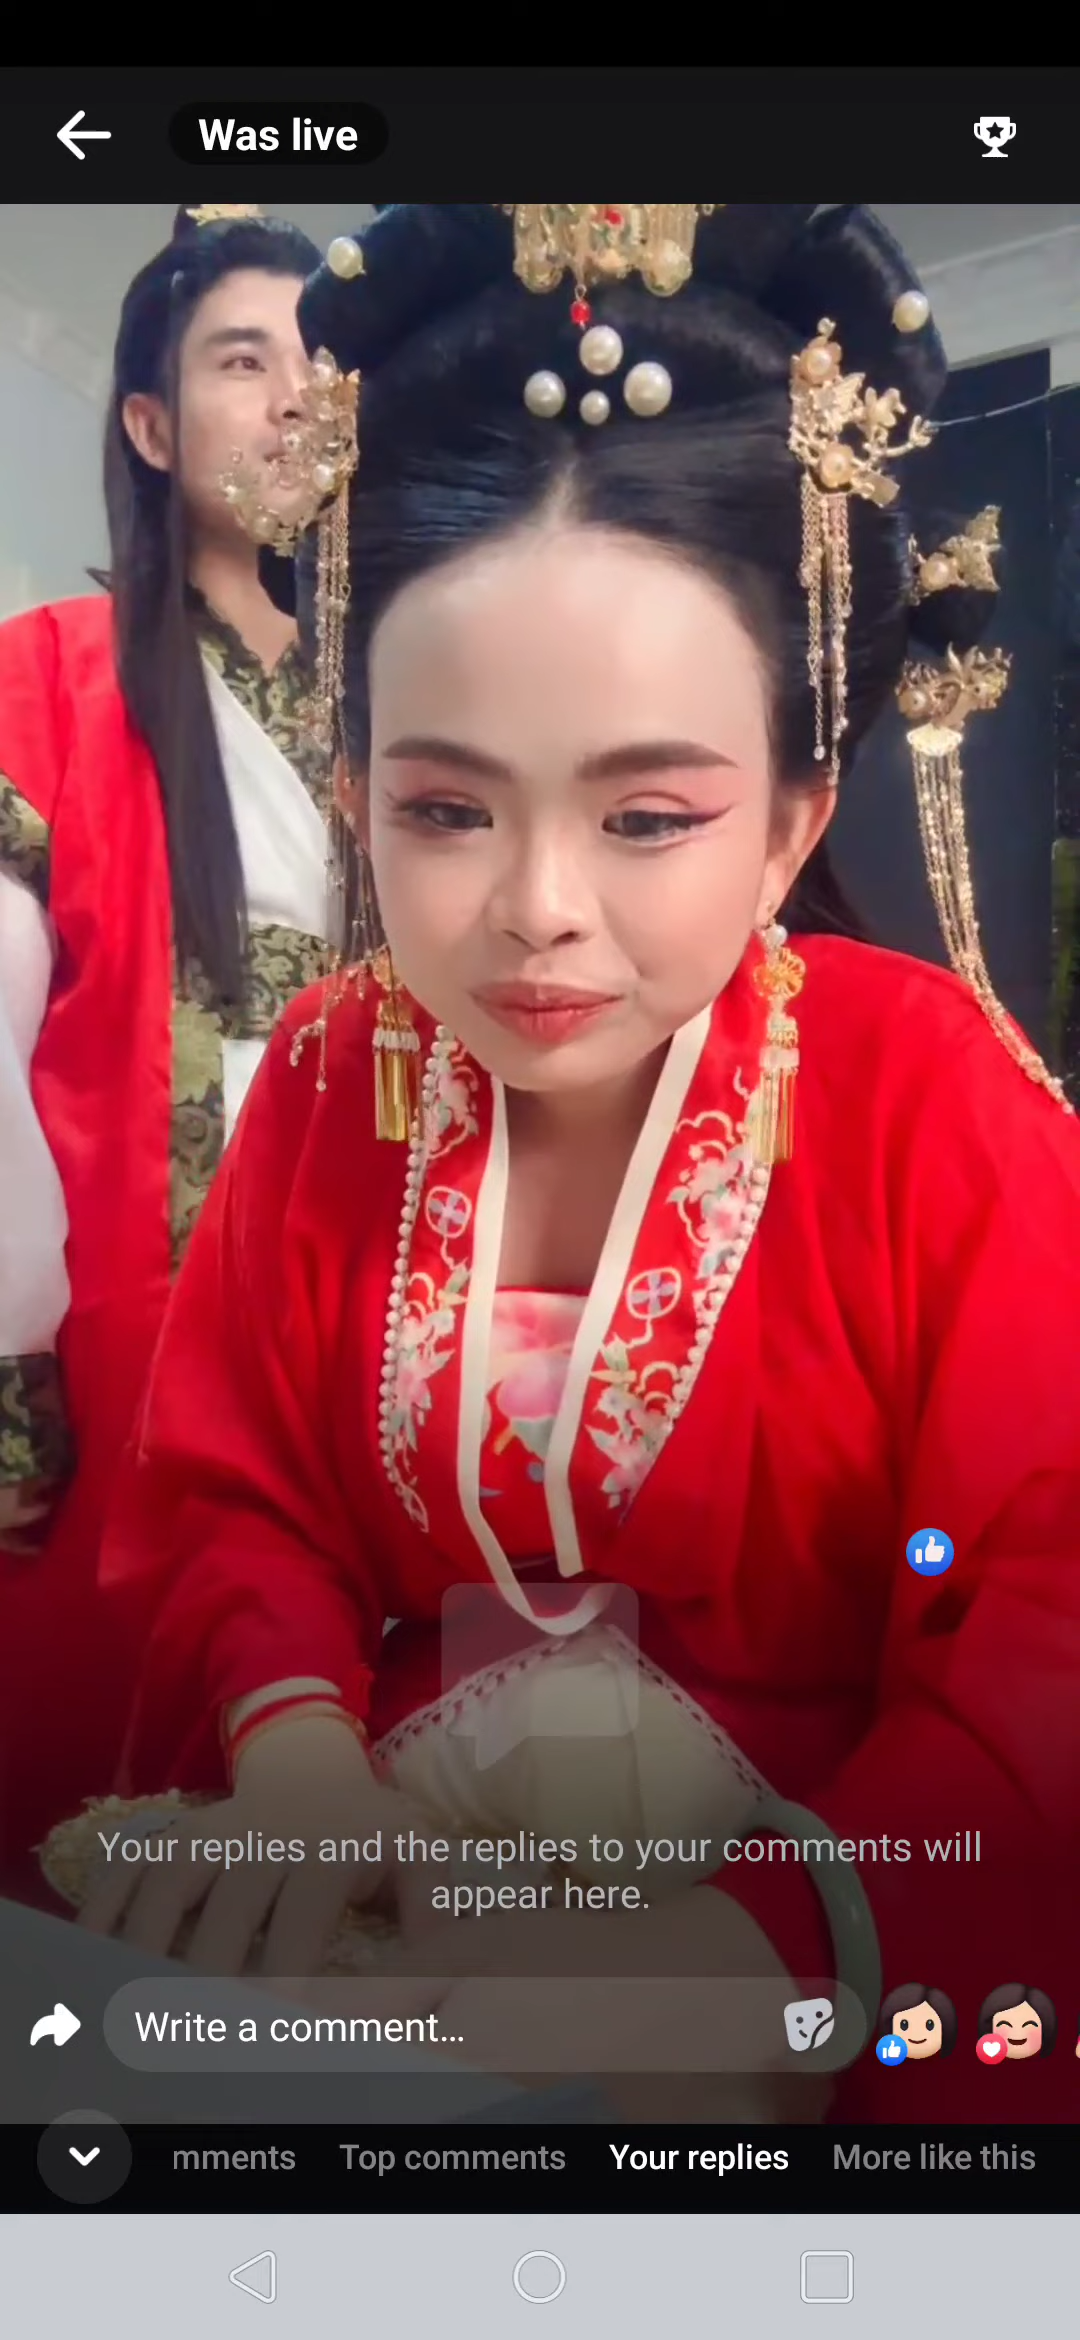 Was live
Your replies and the replies to your comments will
appear here.
Write a comment...
mments Top comments Your replies More like this